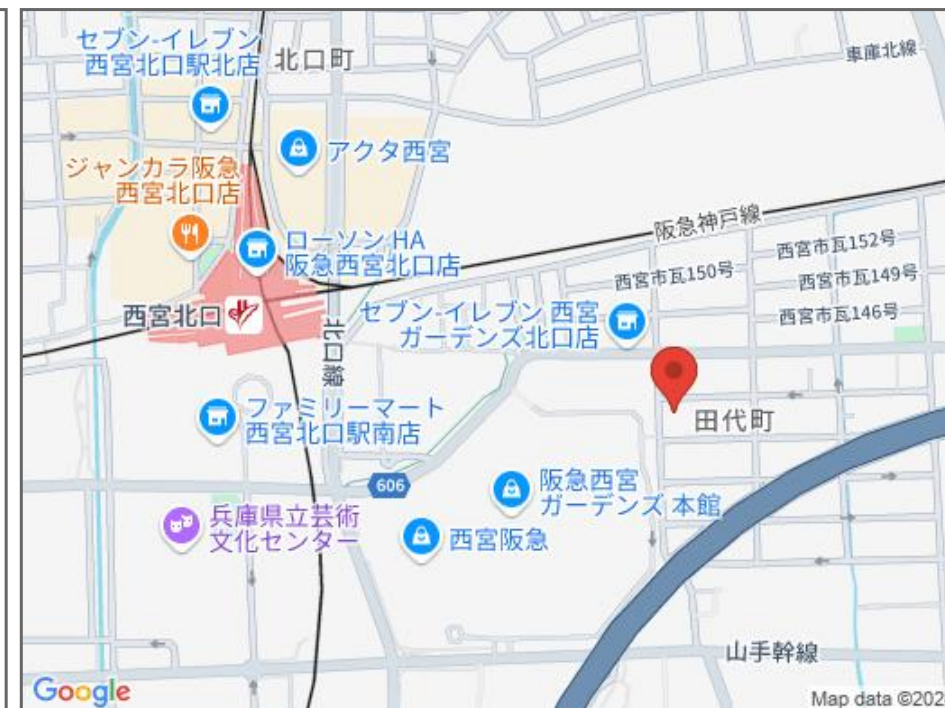 セブン-イレブン
西宮北口駅北店
北口町
車庫北線
アクタ西宮
ジャンカラ阪急
西宮北口店
阪急神戸線
ローソン HA
阪急西宮北口店
西宮市瓦152号
西宮市瓦150号
西宮市瓦149号
西宮北口
北口線
セブン-イレブン 西宮
ガーデンズ北口店
西宮市瓦146号
ファミリーマート
西宮北口駅南店
田代町
606
阪急西宮
ガーデンズ 本館
兵庫県立芸術
文化センター
西宮阪急
山手幹線
Google
Map data ©202